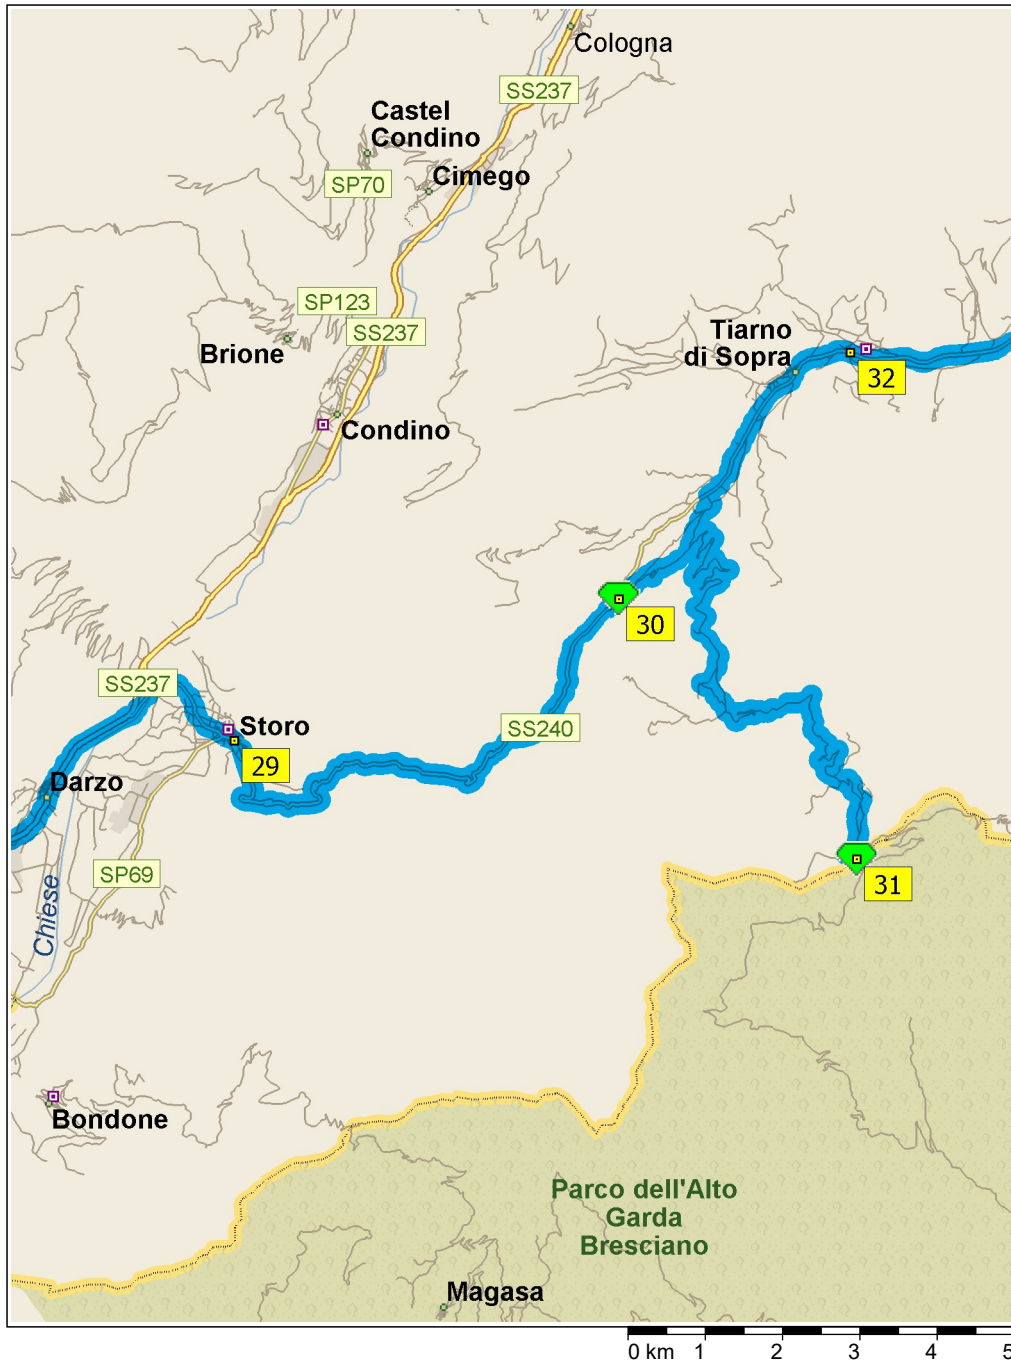 Cologna
SS237
Castel
Condino
Cimego
SP70
SP123
SS237
Brione
Tiarno
di Sopra
32
Condino
30
SS237
Storo
SS240
29
Darzo
SP69
31
Chiese
Bondone
Parco dell'Alto
Garda
Bresciano
Magasa
0 km 1 2 3 4 5